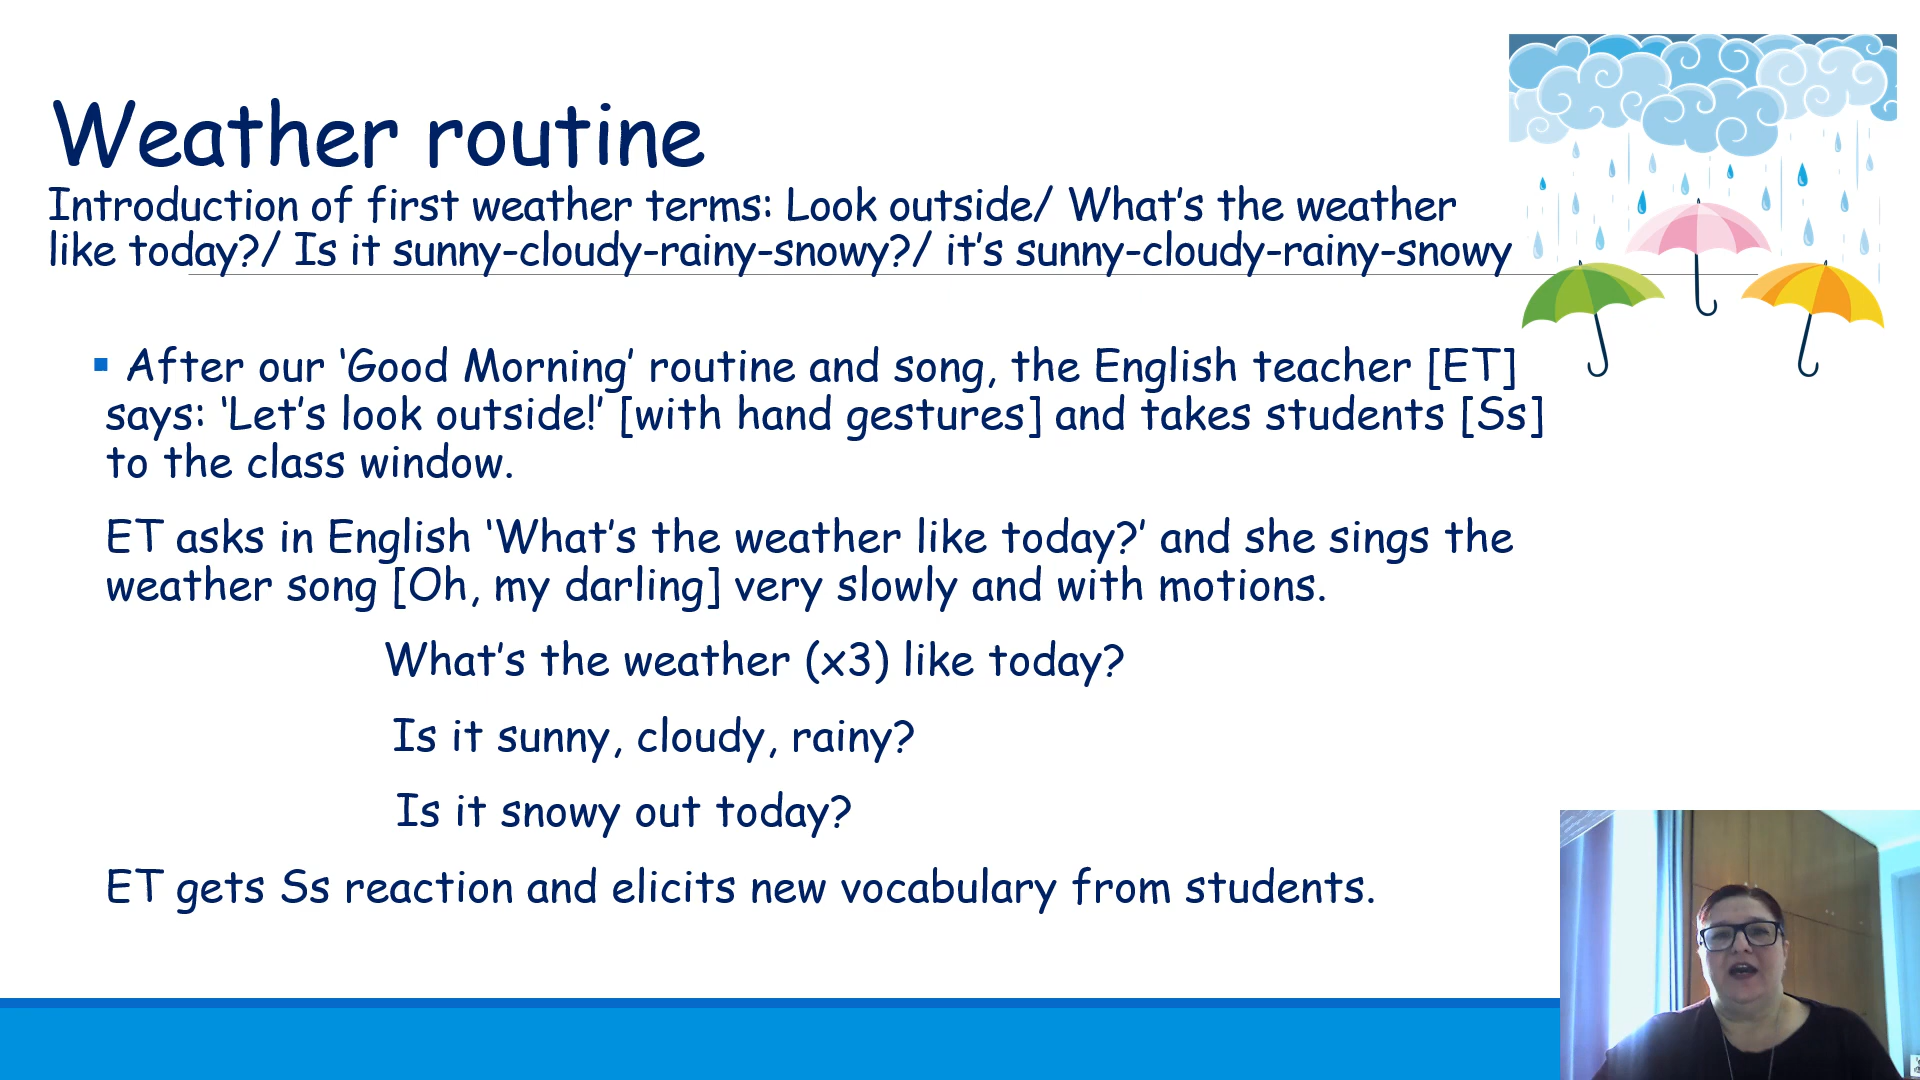 Weather routine
Introduction of first weather terms: Look outside/ What’s the weather
like today?/ Is it sunny-cloudy-rainy-snowy?/ it’s sunny-cloudy-rainy-snowy
▪ After our ‘Good Morning’ routine and song, the English teacher [ET]
says: ‘Let’s look outside!’ [with hand gestures] and takes students [Ss]
to the class window.
ET asks in English ‘What’s the weather like today?’ and she sings the
weather song [Oh, my darling] very slowly and with motions.
What’s the weather (x3) like today?
Is it sunny, cloudy, rainy?
Is it snowy out today?
ET gets Ss reaction and elicits new vocabulary from students.